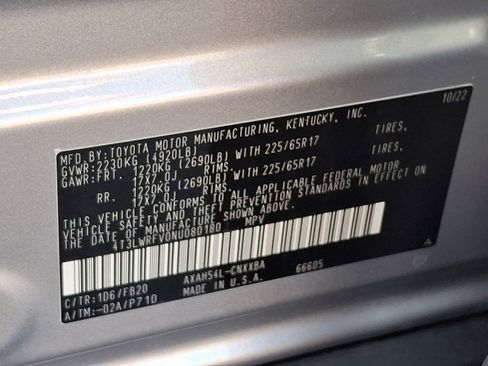 10/22
MFD.BY:TOYOTA MOTOR MANUFACTURING, KENTUCKY, INC.
GVWR:2230KG (4920LB)
GAWR:FRT. 1220KG (2690LB) WITH 225/65R17 TIRES,
17X7.0J RIMS,
RR. 1220KG (2690LB) WITH 225/65R17 TIRES,
17X7.0J RIMS,
THIS VEHICLE CONFORMS TO ALL APPLICABLE FEDERAL MOTOR
VEHICLE SAFETY AND THEFT PREVENTION STANDARDS IN EFFECT ON
THE DATE OF MANUFACTURE SHOWN ABOVE.
4T3LWRFV0NU080180 MPV
AXAH54L-CNXXBA 66605
C/TR:1D6/FB20 MADE IN U.S.A.
A/TM:-02A/P710